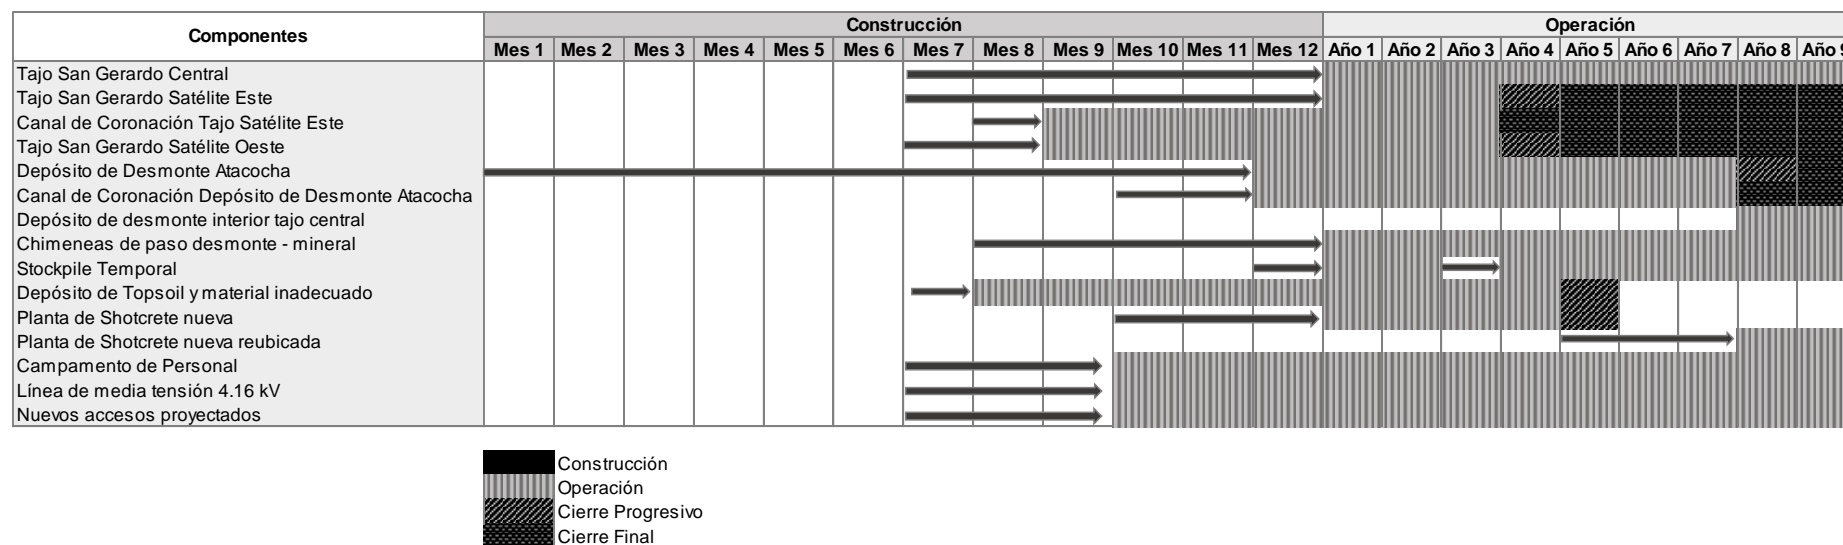 Componentes
Construcción Operación
Mes 1 Mes 2 Mes 3 Mes 4 Mes 5 Mes 6 Mes 7 Mes 8 Mes 9 Mes 10 Mes 11 Mes 12 Año 1 Año 2 Año 3 Año 4 Año 5 Año 6 Año 7 Año 8 Año 9
Tajo San Gerardo Central
Tajo San Gerardo Satélite Este
Canal de Coronación Tajo Satélite Este
Tajo San Gerardo Satélite Oeste
Depósito de Desmonte Atacocha
Canal de Coronación Depósito de Desmonte Atacocha
Depósito de desmonte interior tajo central
Chimeneas de paso desmonte - mineral
Stockpile Temporal
Depósito de Topsoil y material inadecuado
Planta de Shotcrete nueva
Planta de Shotcrete nueva reubicada
Campamento de Personal
Línea de media tensión 4.16 kV
Nuevos accesos proyectados
Construcción
Operación
Cierre Progresivo
Cierre Final